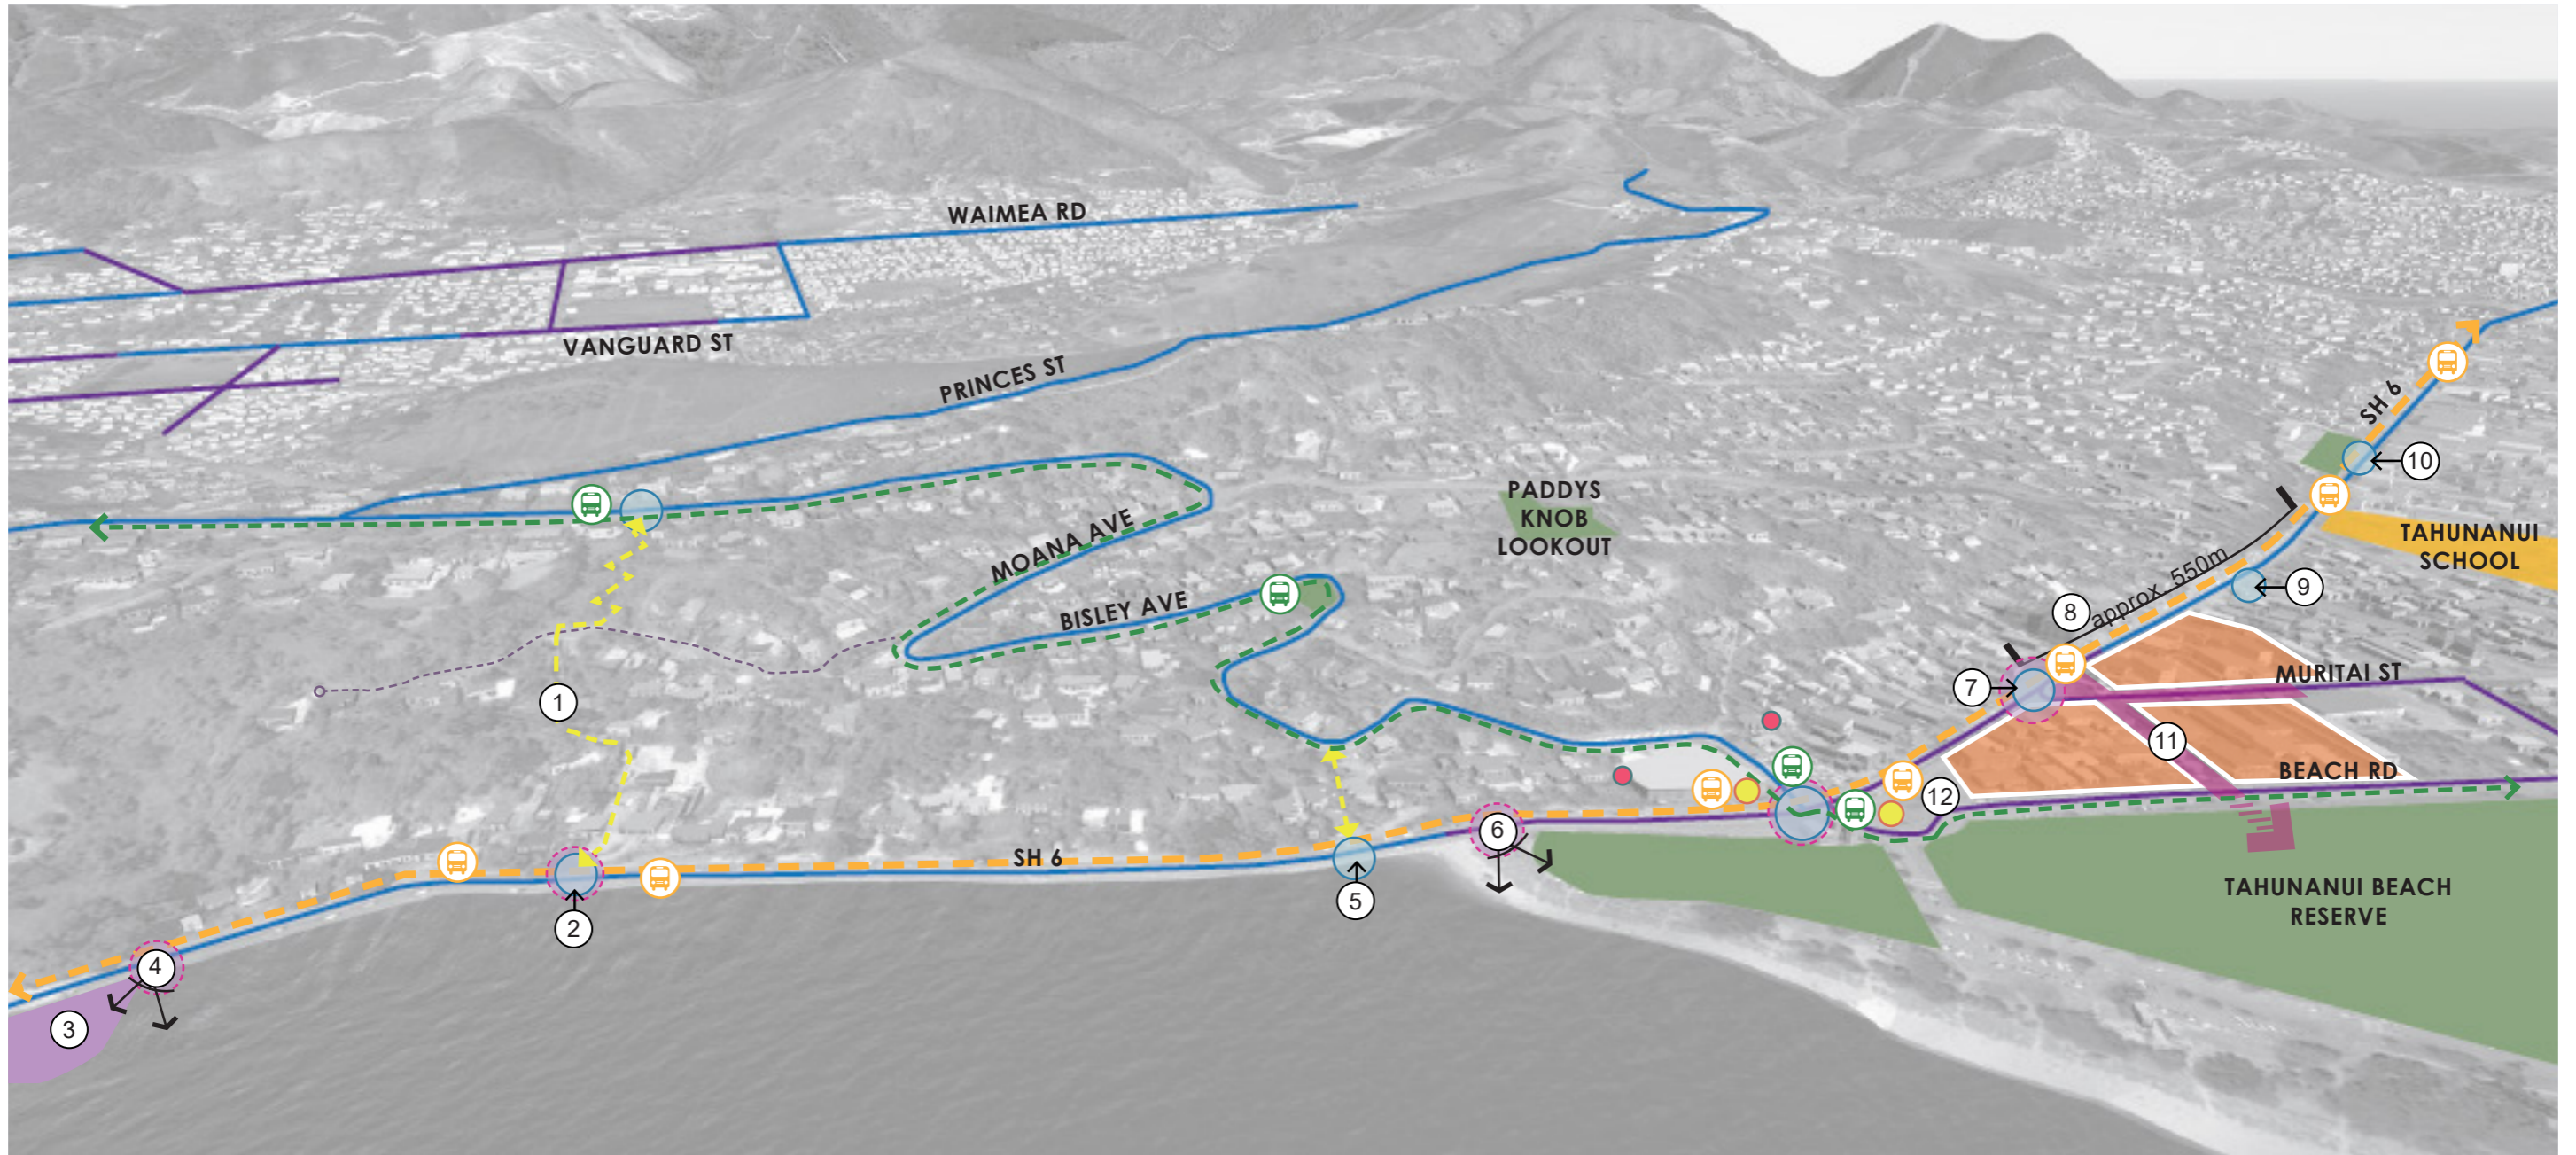 WAIMEA RD
VANGUARD ST
PRINCES ST
SH 6
10
PADDYS
KNOB
LOOKOUT
TAHUNANUI
SCHOOL
MOANA AVE
approx. 550m
9
BISLEY AVE
8
MURITAI ST
7
1
11
BEACH RD
12
6
SH 6
5
TAHUNANUI BEACH
RESERVE
2
4
3